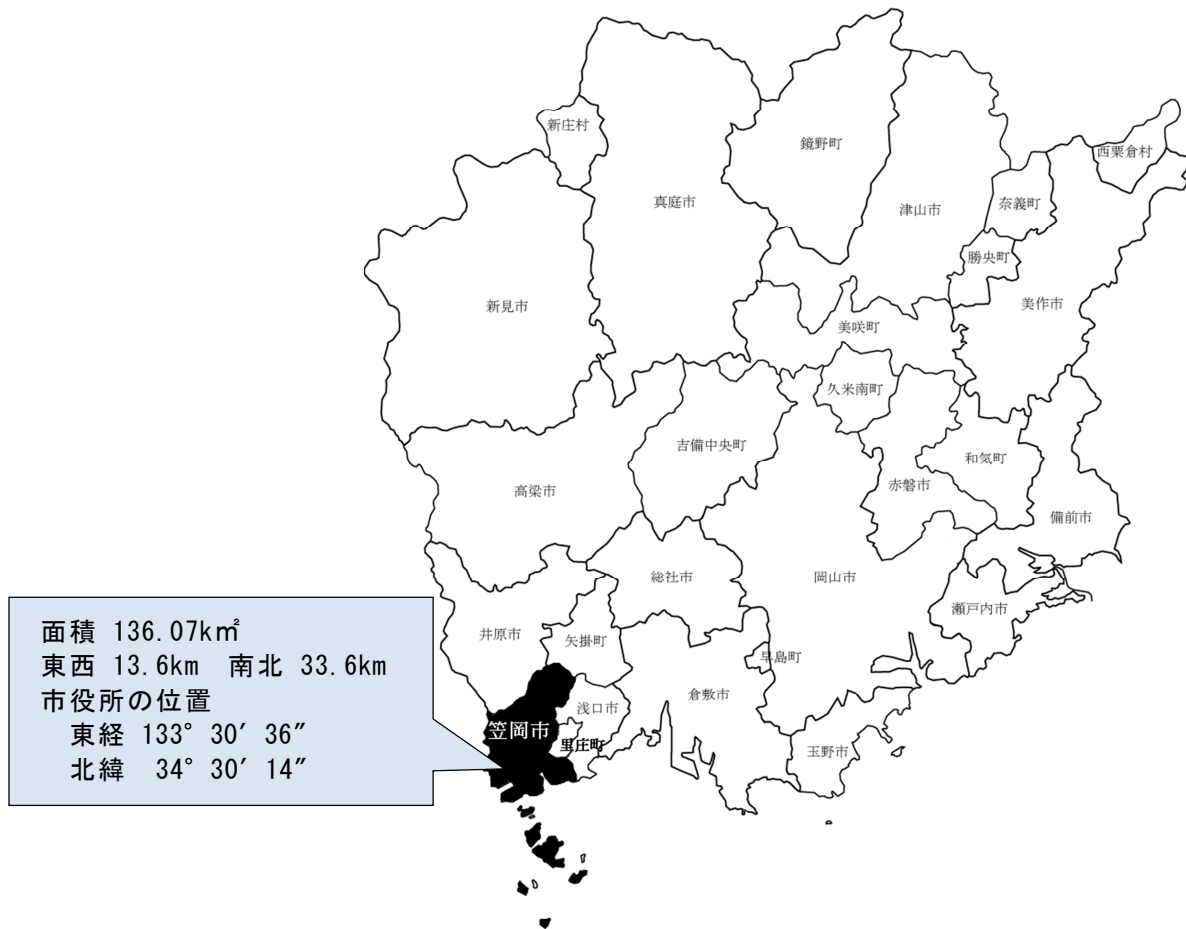 新庄村
鏡野町
西粟倉村
真庭市
津山市
奈義町
勝央町
新見市
美作市
美咲町
久米南町
吉備中央町
和気町
高梁市
赤磐市
備前市
総社市
岡山市
瀬戸内市
井原市
矢掛町
早島町
倉敷市
浅口市
笠岡市
里庄町
玉野市
面積 136.07k㎡
東西 13.6km 南北 33.6km
市役所の位置
東経 133° 30′ 36″
北緯 34° 30′ 14″